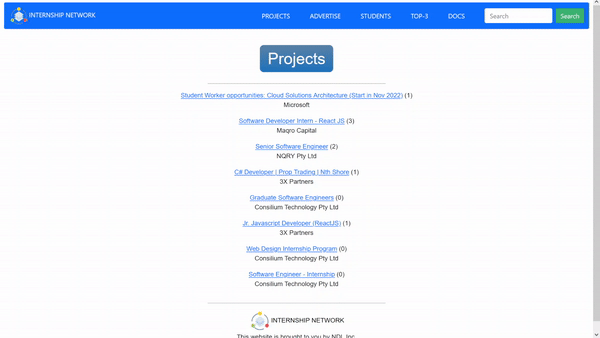 INTERNSHIP NETWORK PROJECTS ADVERTISE STUDENTS TOP-3 DOCS Search Search
Projects
Student Worker opportunities: Cloud Solutions Architecture (Start in Nov 2022) (1)
Microsoft
Software Developer Intern - React JS (3)
Maqro Capital
Senior Software Engineer (2)
NQRY Pty Ltd
C# Developer | Prop Trading | Nth Shore (1)
3X Partners
Graduate Software Engineers (0)
Consilium Technology Pty Ltd
Jr. Javascript Developer (ReactJS) (1)
3X Partners
Web Design Internship Program (0)
Consilium Technology Pty Ltd
Software Engineer - Internship (0)
Consilium Technology Pty Ltd
INTERNSHIP NETWORK
This website is brought to you by NDL Inc